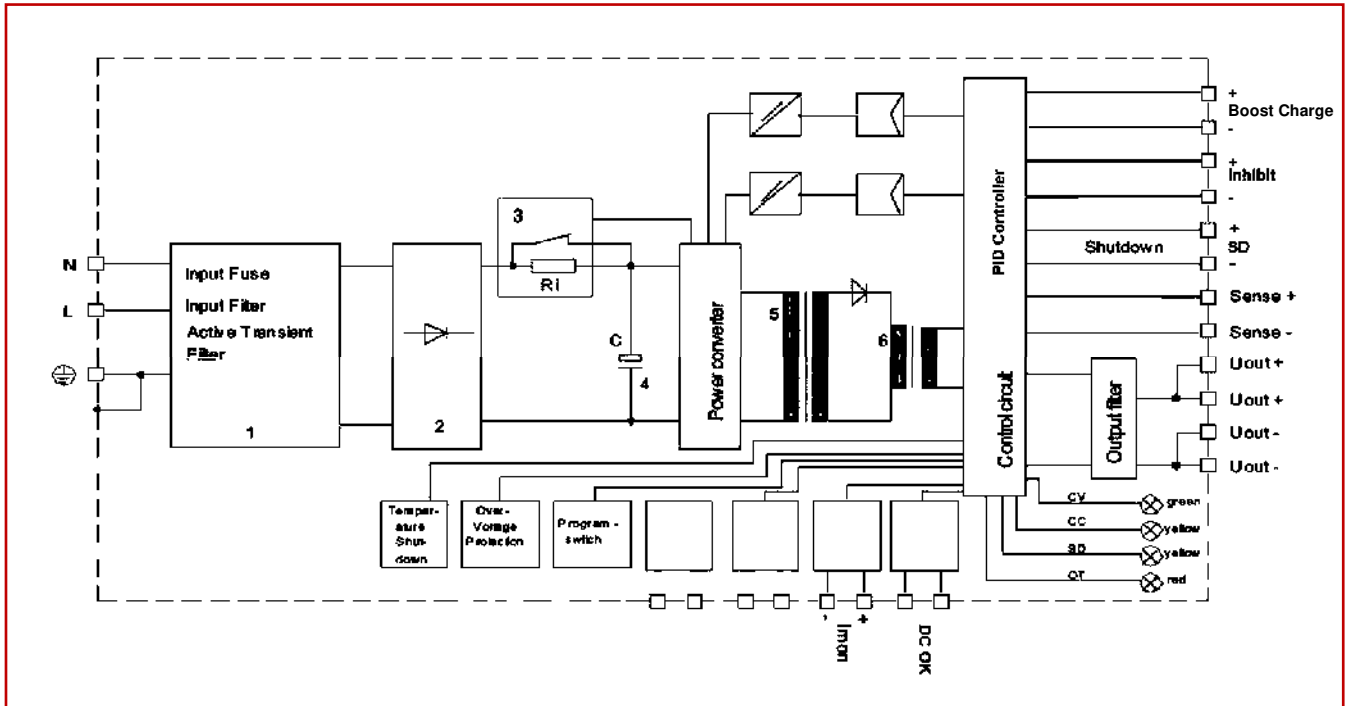 +
Boost Charge
-
+
Inhibit
-
+
Shutdown SD
-
Sense +
Sense -
Uout +
Uout +
Uout -
Uout -
N
L
Input Fuse
Input Filter
Active Transient
Filter
1
2
3
RI
C
4
Power converter
5
6
PID Controller
Control circuit
Output filter
Temper-
ature
Shut-
down
Over-
Voltage
Protection
Program -
switch
CV green
CC yellow
SD yellow
OT red
- +
Imon
DC OK